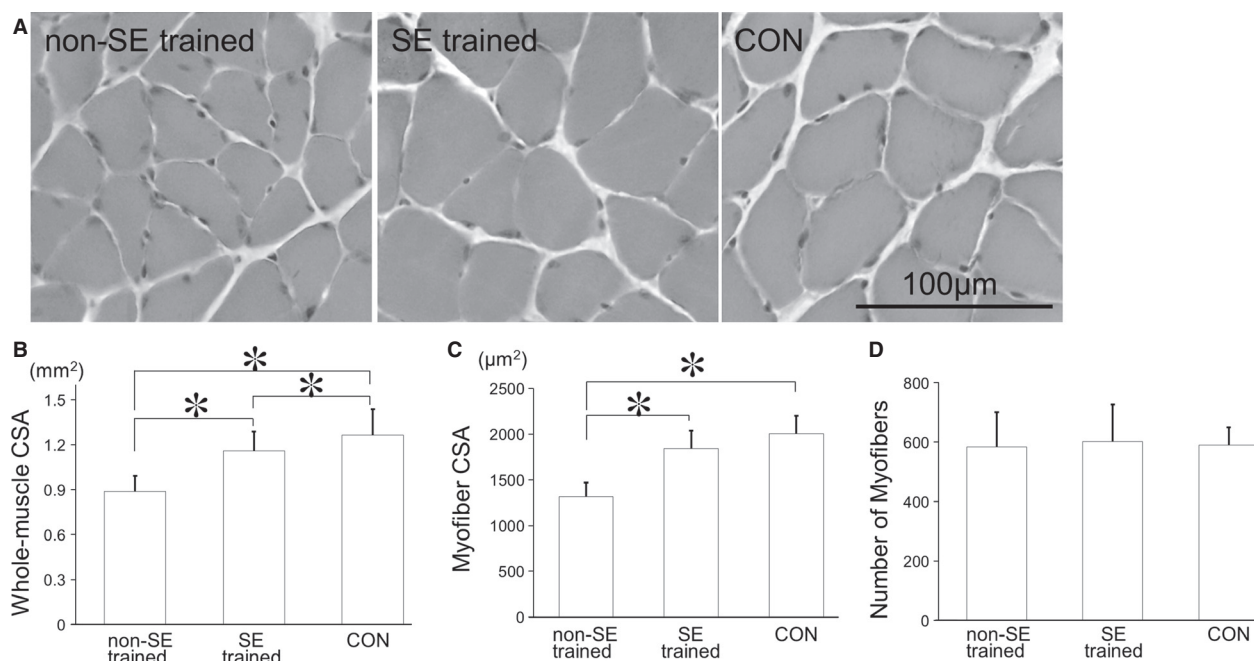 A
non-SE trained
SE trained
CON
100µm
B
(mm²)
Whole-muscle CSA
1.5
1.2
0.9
0.6
0.3
0
*
*
*
non-SE
trained
SE
trained
CON
C
(µm²)
Myofiber CSA
2500
2000
1500
1000
500
0
*
*
non-SE
trained
SE
trained
CON
D
Number of Myofibers
800
600
400
200
0
non-SE
trained
SE
trained
CON